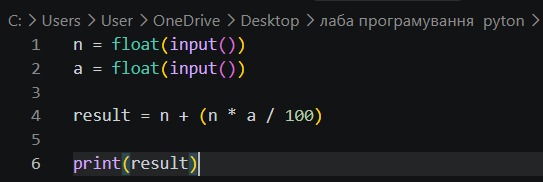 C: > Users > User > OneDrive > Desktop > лаба програмування pyton >
1 n = float(input())
2 a = float(input())
3
4 result = n + (n * a / 100)
5
6 print(result)